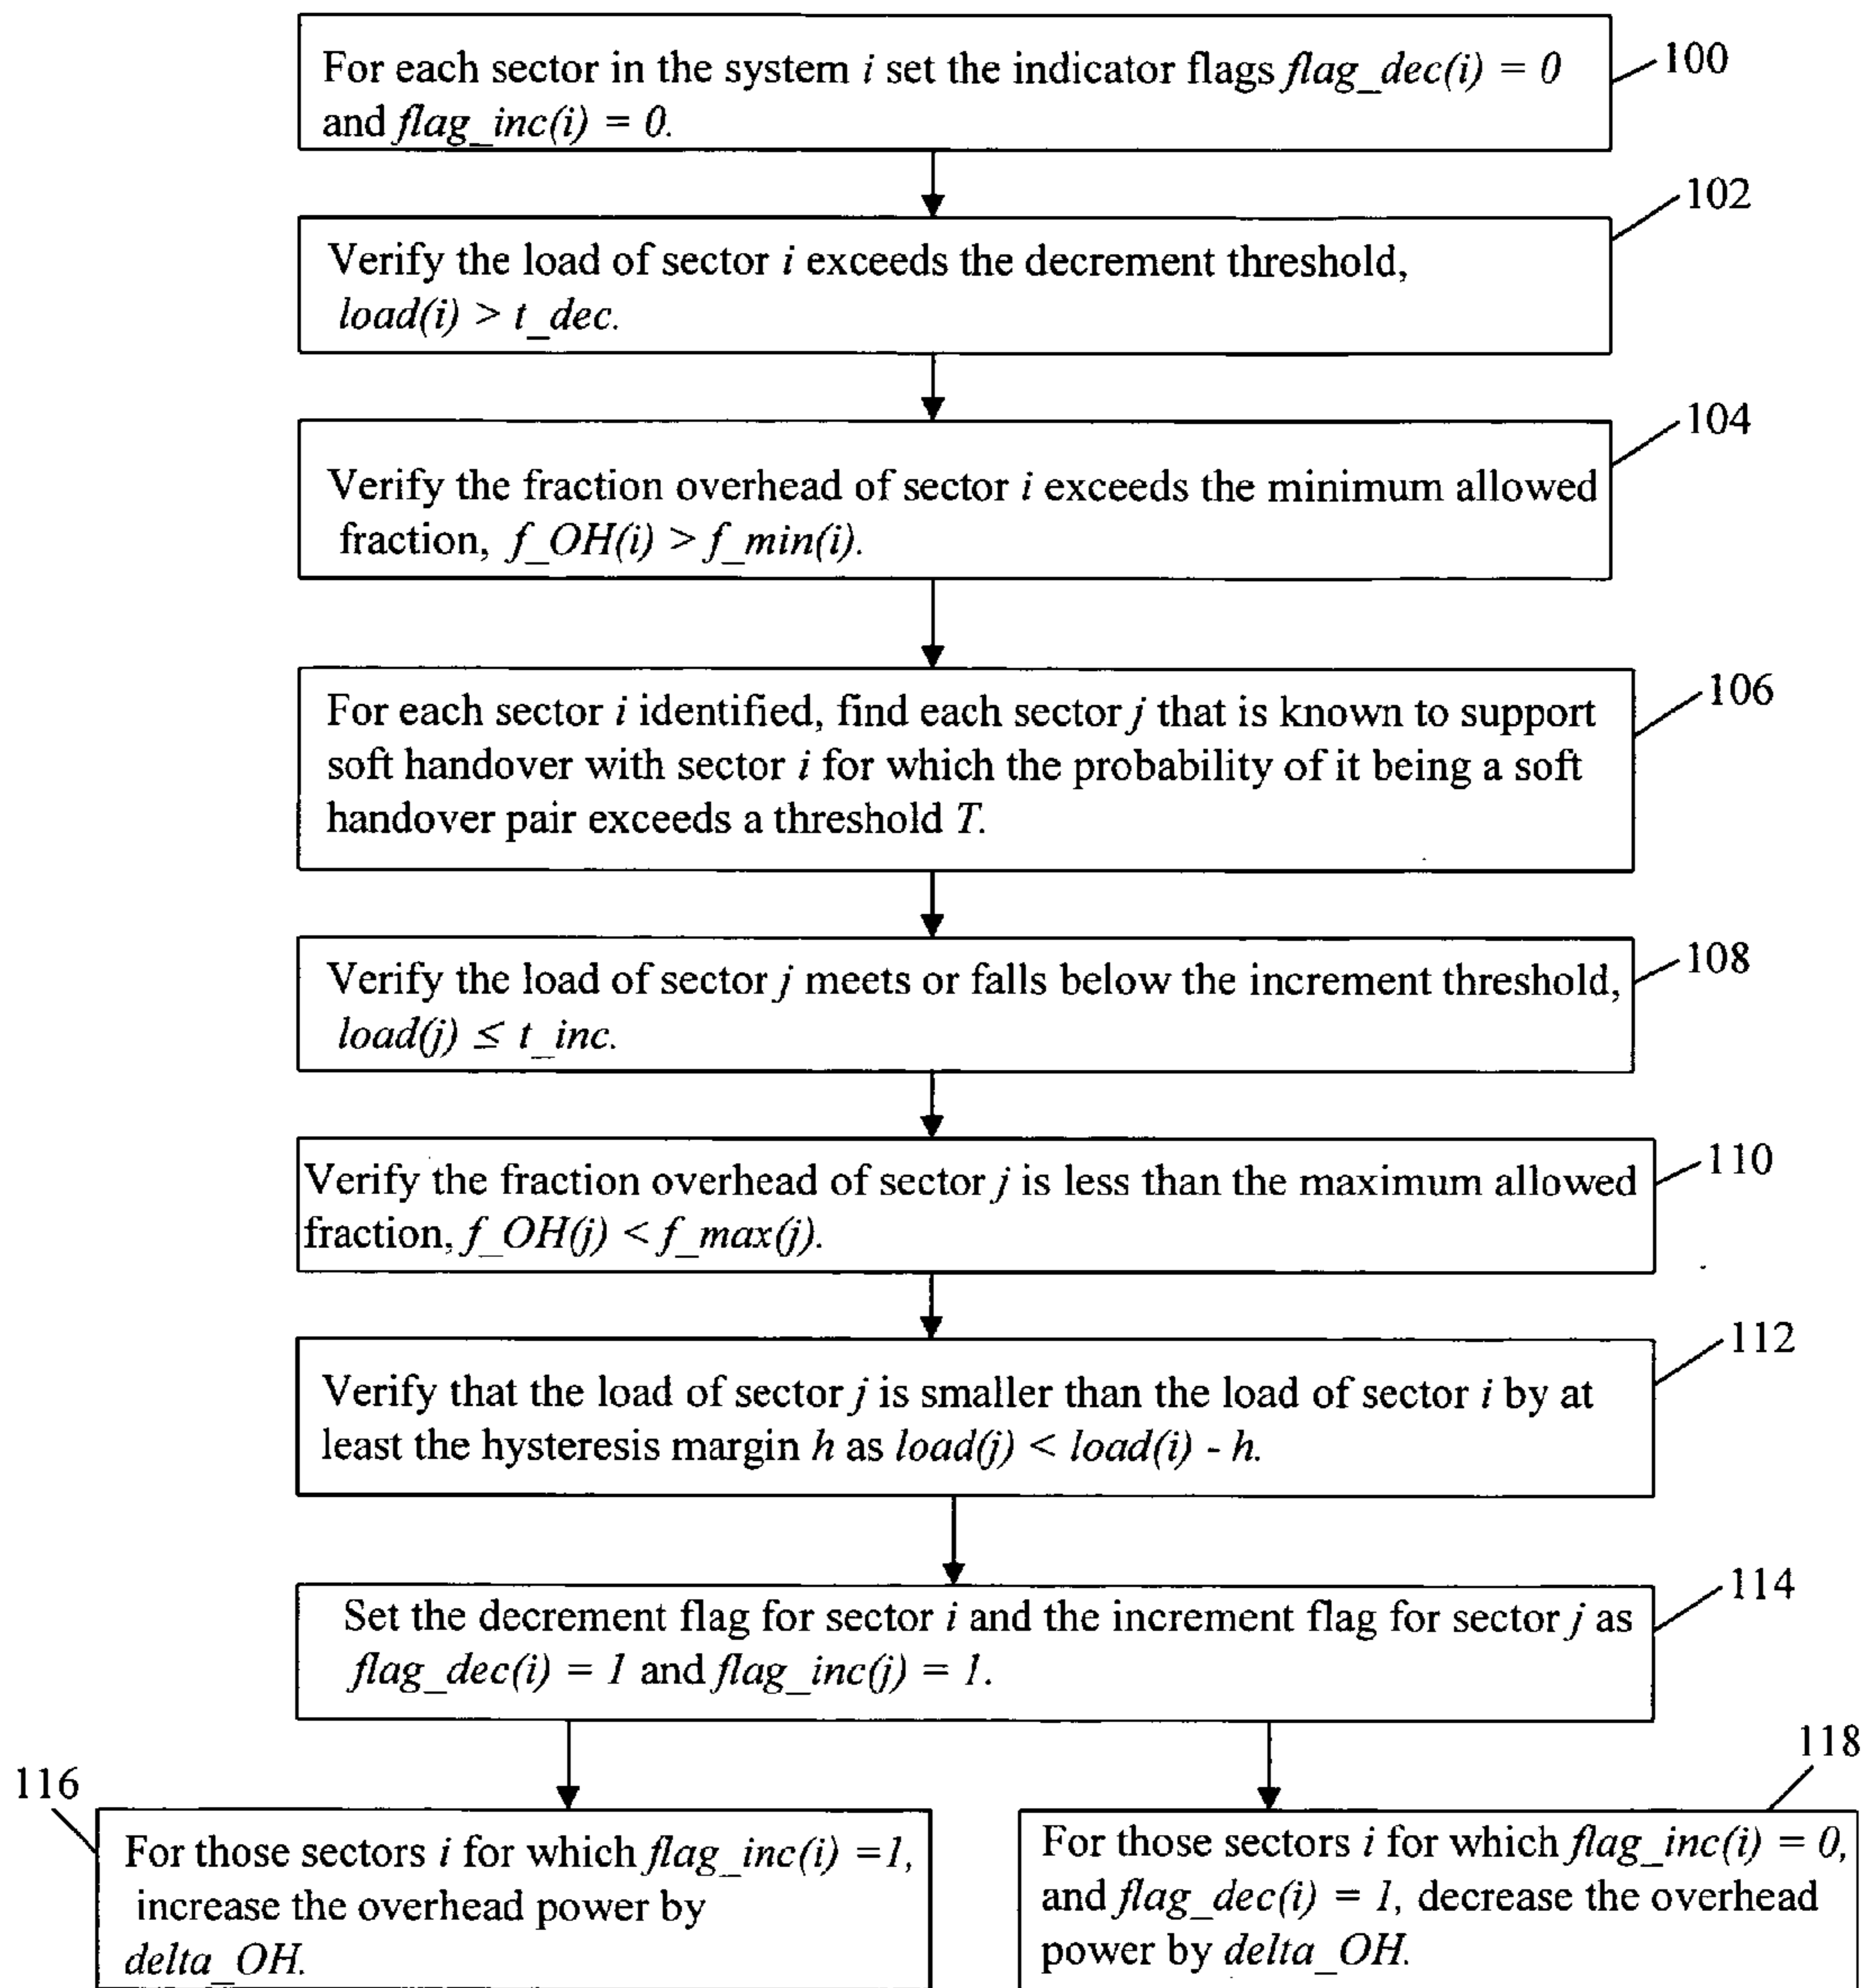 For each sector in the system i set the indicator flags flag_dec(i) = 0
and flag_inc(i) = 0.
100
Verify the load of sector i exceeds the decrement threshold,
load(i) > t_dec.
102
Verify the fraction overhead of sector i exceeds the minimum allowed
fraction, f_OH(i) > f_min(i).
104
For each sector i identified, find each sector j that is known to support
soft handover with sector i for which the probability of it being a soft
handover pair exceeds a threshold T.
106
Verify the load of sector j meets or falls below the increment threshold,
load(j) ≤ t_inc.
108
Verify the fraction overhead of sector j is less than the maximum allowed
fraction, f_OH(j) < f_max(j).
110
Verify that the load of sector j is smaller than the load of sector i by at
least the hysteresis margin h as load(j) < load(i) - h.
112
Set the decrement flag for sector i and the increment flag for sector j as
flag_dec(i) = 1 and flag_inc(j) = 1.
114
116
For those sectors i for which flag_inc(i) =1,
increase the overhead power by
delta_OH.
118
For those sectors i for which flag_inc(i) = 0,
and flag_dec(i) = 1, decrease the overhead
power by delta_OH.